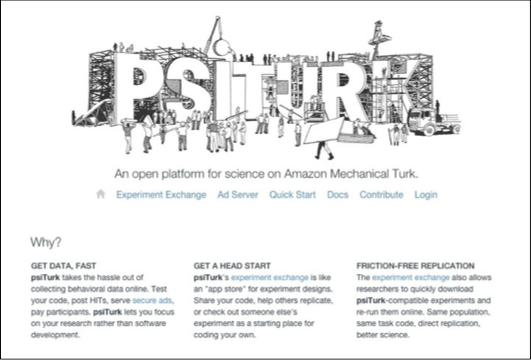 PSITURK
An open platform for science on Amazon Mechanical Turk.
Experiment Exchange Ad Server Quick Start Docs Contribute Login
Why?
GET DATA, FAST
psiTurk takes the hassle out of
collecting behavioral data online. Test
your code, post HITs, serve secure ads,
pay participants. psiTurk lets you focus
on your research rather than software
development.
GET A HEAD START
psiTurk's experiment exchange is like
an "app store" for experiment designs.
Share your code, help others replicate,
or check out someone else's
experiment as a starting place for
coding your own.
FRICTION-FREE REPLICATION
The experiment exchange also allows
researchers to quickly download
psiTurk-compatible experiments and
re-run them online. Same population,
same task code, direct replication,
better science.